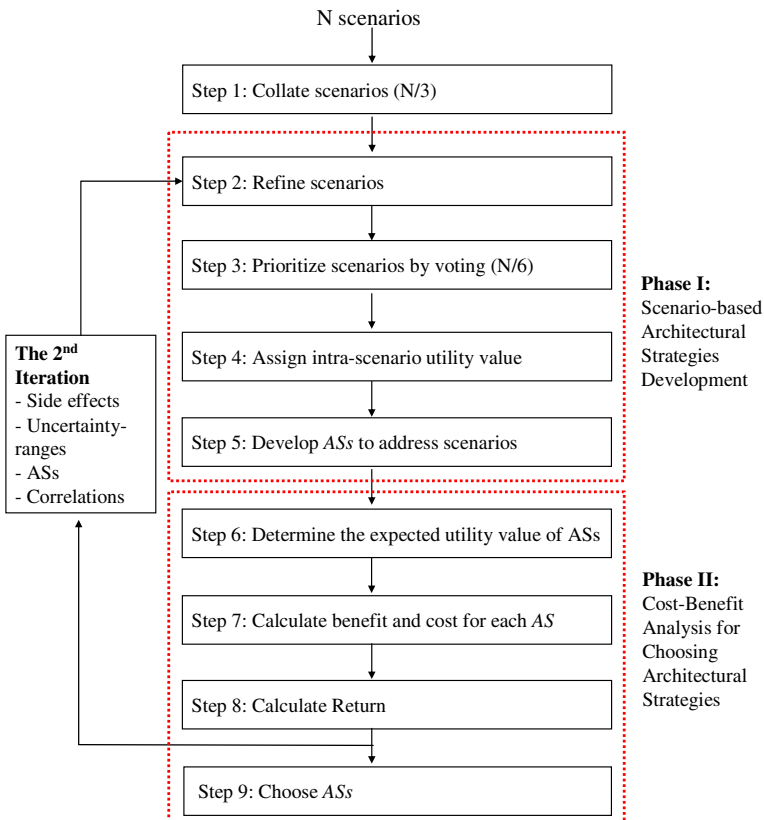 N scenarios
Step 1: Collate scenarios (N/3)
Step 2: Refine scenarios
Step 3: Prioritize scenarios by voting (N/6)
Step 4: Assign intra-scenario utility value
Step 5: Develop ASs to address scenarios
Phase I:
Scenario-based
Architectural
Strategies
Development
The 2nd
Iteration
- Side effects
- Uncertainty-
ranges
- ASs
- Correlations
Step 6: Determine the expected utility value of ASs
Step 7: Calculate benefit and cost for each AS
Step 8: Calculate Return
Step 9: Choose ASs
Phase II:
Cost-Benefit
Analysis for
Choosing
Architectural
Strategies